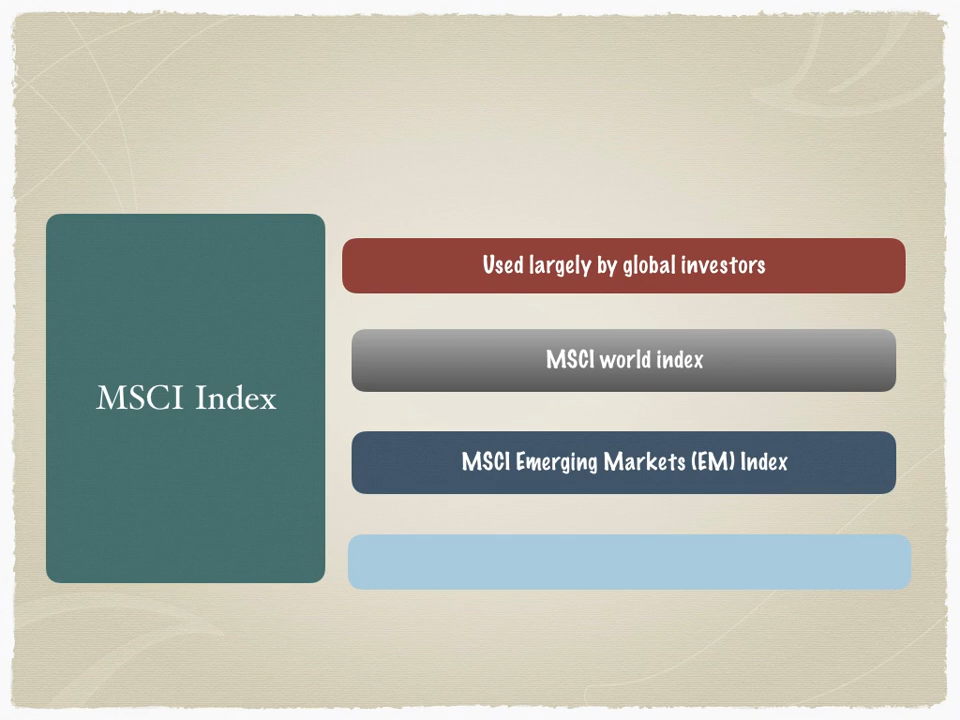 MSCI Index
Used largely by global investors
MSCI world index
MSCI Emerging Markets (EM) Index